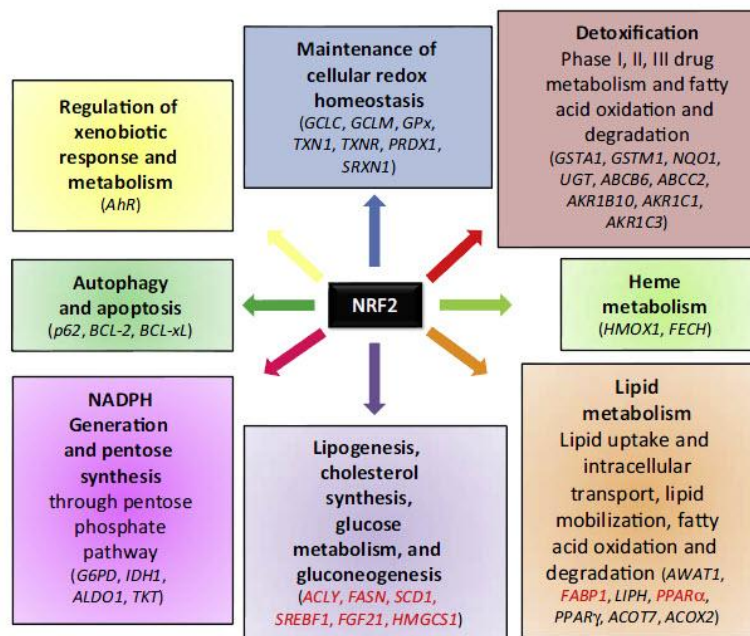 Regulation of
xenobiotic
response and
metabolism
(AhR)
Maintenance of
cellular redox
homeostasis
(GCLC, GCLM, GPx,
TXN1, TXNR, PRDX1,
SRXN1)
Detoxification
Phase I, II, III drug
metabolism and fatty
acid oxidation and
degradation
(GSTA1, GSTM1, NQO1,
UGT, ABCB6, ABCC2,
AKR1B10, AKR1C1,
AKR1C3)
Autophagy
and apoptosis
(p62, BCL-2, BCL-xL)
NRF2
Heme
metabolism
(HMOX1, FECH)
NADPH
Generation
and pentose
synthesis
through pentose
phosphate
pathway
(G6PD, IDH1,
ALDO1, TKT)
Lipogenesis,
cholesterol
synthesis,
glucose
metabolism, and
gluconeogenesis
(ACLY, FASN, SCD1,
SREBF1, FGF21, HMGCS1)
Lipid
metabolism
Lipid uptake and
intracellular
transport, lipid
mobilization, fatty
acid oxidation and
degradation (AWAT1,
FABP1, LIPH, PPARα,
PPARγ, ACOT7, ACOX2)